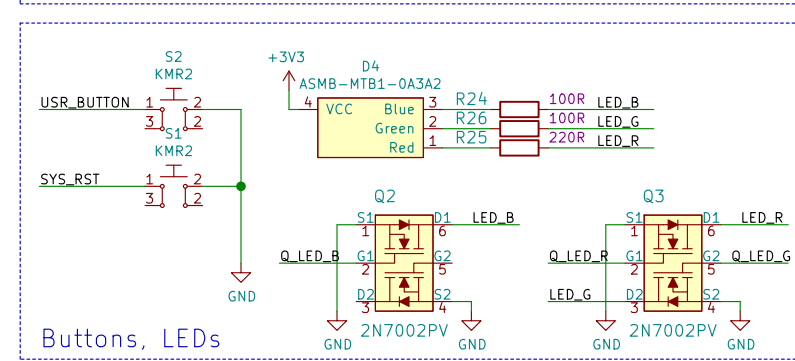 S2
KMR2
USR_BUTTON 1 2
3 2
S1
KMR2
SYS_RST 1 2
3 2
GND
+3V3
D4
ASMB-MTB1-0A3A2
4 VCC Blue 3 R24 100R LED_B
Green 2 R26 100R LED_G
Red 1 R25 220R LED_R
Q2
S1 D1 LED_B
1 6
Q_LED_B G1 G2
2 5
D2 S2
3 4
2N7002PV
GND GND
Q3
S1 D1 LED_R
1 6
Q_LED_R G1 G2 Q_LED_G
2 5
LED_G D2 S2
3 4
2N7002PV
GND GND
Buttons, LEDs